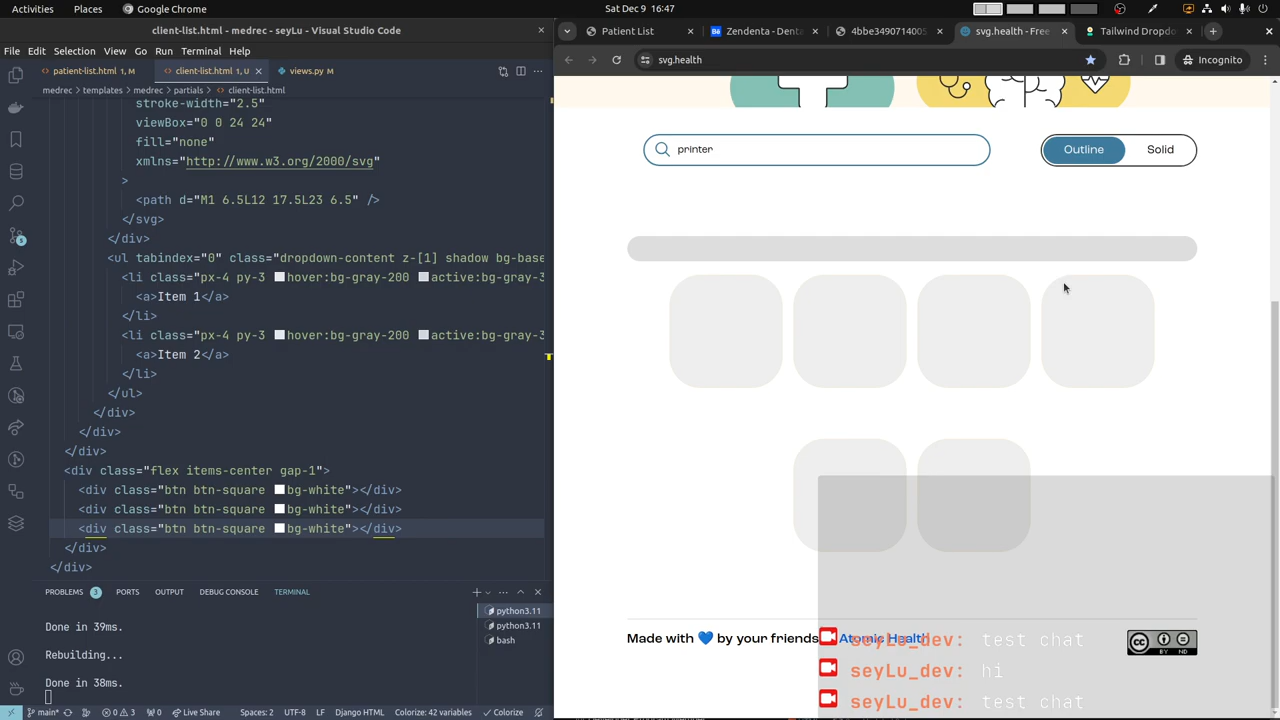 Activities
Places
Google Chrome
Sat Dec 9 16:47
client-list.html - medrec - seyLu - Visual Studio Code
File Edit Selection View Go Run Terminal Help
patient-list.html 1, M
client-list.html 1, U
views.py M
medrec > templates > medrec > partials > client-list.html
stroke-width="2.5"
viewBox="0 0 24 24"
fill="none"
xmlns="http://www.w3.org/2000/svg"
>
<path d="M1 6.5L12 17.5L23 6.5" />
</svg>
</div>
<ul tabindex="0" class="dropdown-content z-[1] shadow bg-base
<li class="px-4 py-3 hover:bg-gray-200 active:bg-gray-3
<a>Item 1</a>
</li>
<li class="px-4 py-3 hover:bg-gray-200 active:bg-gray-3
<a>Item 2</a>
</li>
</ul>
</div>
</div>
</div>
<div class="flex items-center gap-1">
<div class="btn btn-square bg-white"></div>
<div class="btn btn-square bg-white"></div>
<div class="btn btn-square bg-white"></div>
</div>
</div>
PROBLEMS 3 PORTS OUTPUT DEBUG CONSOLE TERMINAL
python3.11
python3.11
bash
Done in 39ms.
Rebuilding...
Done in 38ms.
main* 0 3 0 Live Share Spaces: 2 UTF-8 LF Django HTML Colorize: 42 variables Colorize
Patient List
Zendenta - Denta
4bbe3490714005
svg.health - Free
Tailwind Dropdo
svg.health
Incognito
printer
Outline
Solid
Made with 💙 by your friends Atomic Health
CC BY ND
seyLu_dev: test chat
seyLu_dev: hi
seyLu_dev: test chat